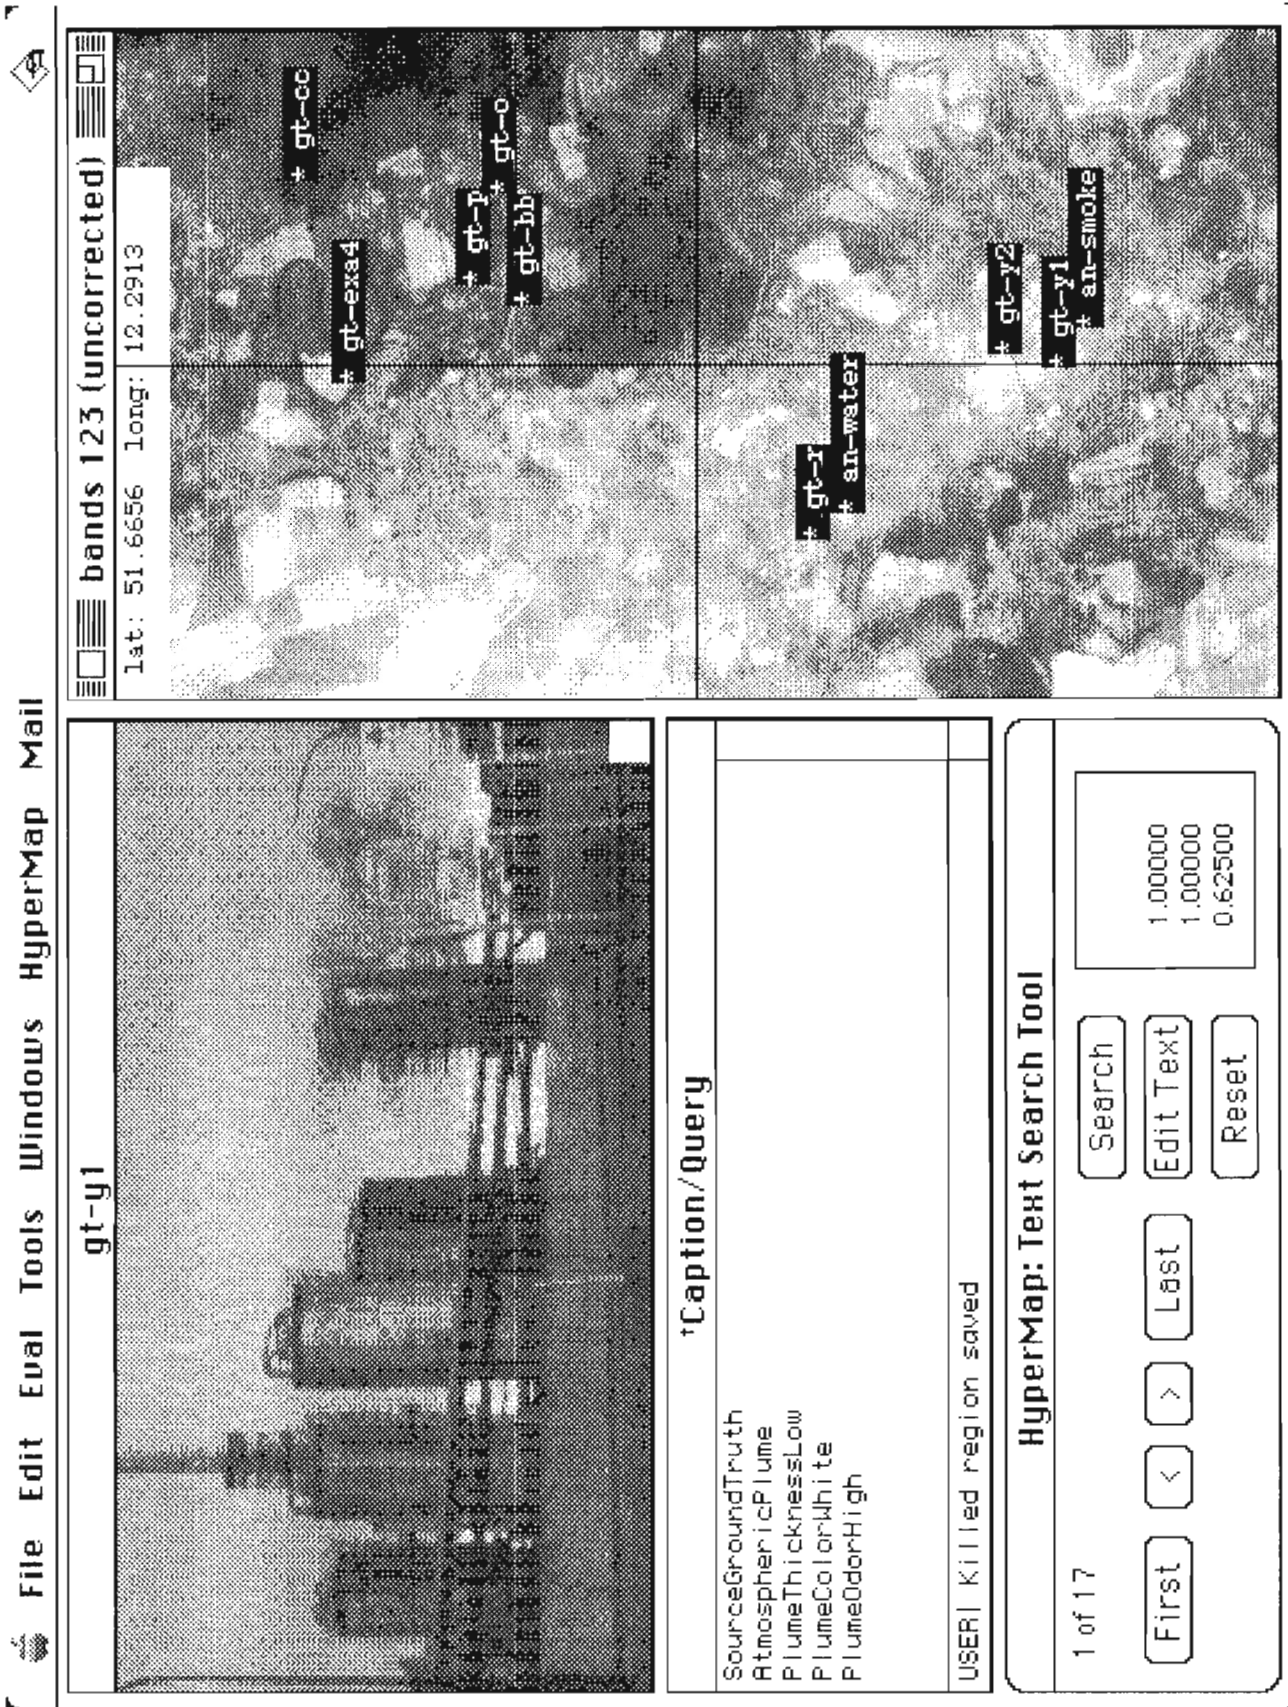 File Edit Eval Tools Windows HyperMap Mail
gt-y1
†Caption/Query
SourceGroundTruth
AtmosphericPlume
PlumeThicknessLow
PlumeColorWhite
PlumeOdorHigh
USER| Killed region saved
HyperMap: Text Search Tool
1 of 17
First < > Last
Search
Edit Text
Reset
1.00000
1.00000
0.62500
bands 123 (uncorrected)
lat: 51.6656 long: 12.2913
* gt-cc
* gt-exa4
* gt-p
* gt-o
* gt-bb
* gt-r
* an-water
* gt-y2
* gt-y1
* an-smoke